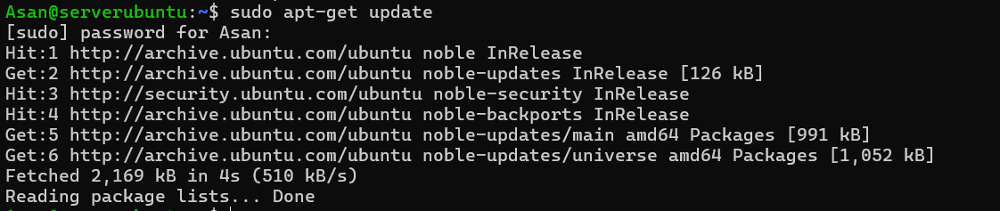 Asan@serverubuntu:~$ sudo apt-get update
[sudo] password for Asan:
Hit:1 http://archive.ubuntu.com/ubuntu noble InRelease
Get:2 http://archive.ubuntu.com/ubuntu noble-updates InRelease [126 kB]
Hit:3 http://security.ubuntu.com/ubuntu noble-security InRelease
Hit:4 http://archive.ubuntu.com/ubuntu noble-backports InRelease
Get:5 http://archive.ubuntu.com/ubuntu noble-updates/main amd64 Packages [991 kB]
Get:6 http://archive.ubuntu.com/ubuntu noble-updates/universe amd64 Packages [1,052 kB]
Fetched 2,169 kB in 4s (510 kB/s)
Reading package lists... Done